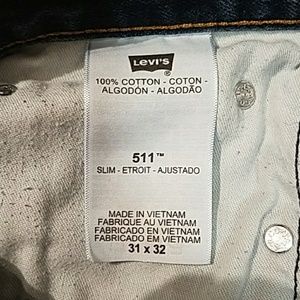 Levi's
®
100% COTTON - COTON -
ALGODÓN - ALGODÃO
511™
SLIM - ETROIT - AJUSTADO
MADE IN VIETNAM
FABRIQUE AU VIETNAM
FABRICADO EN VIETNAM
FABRICADO EM VIETNAM
31 x 32